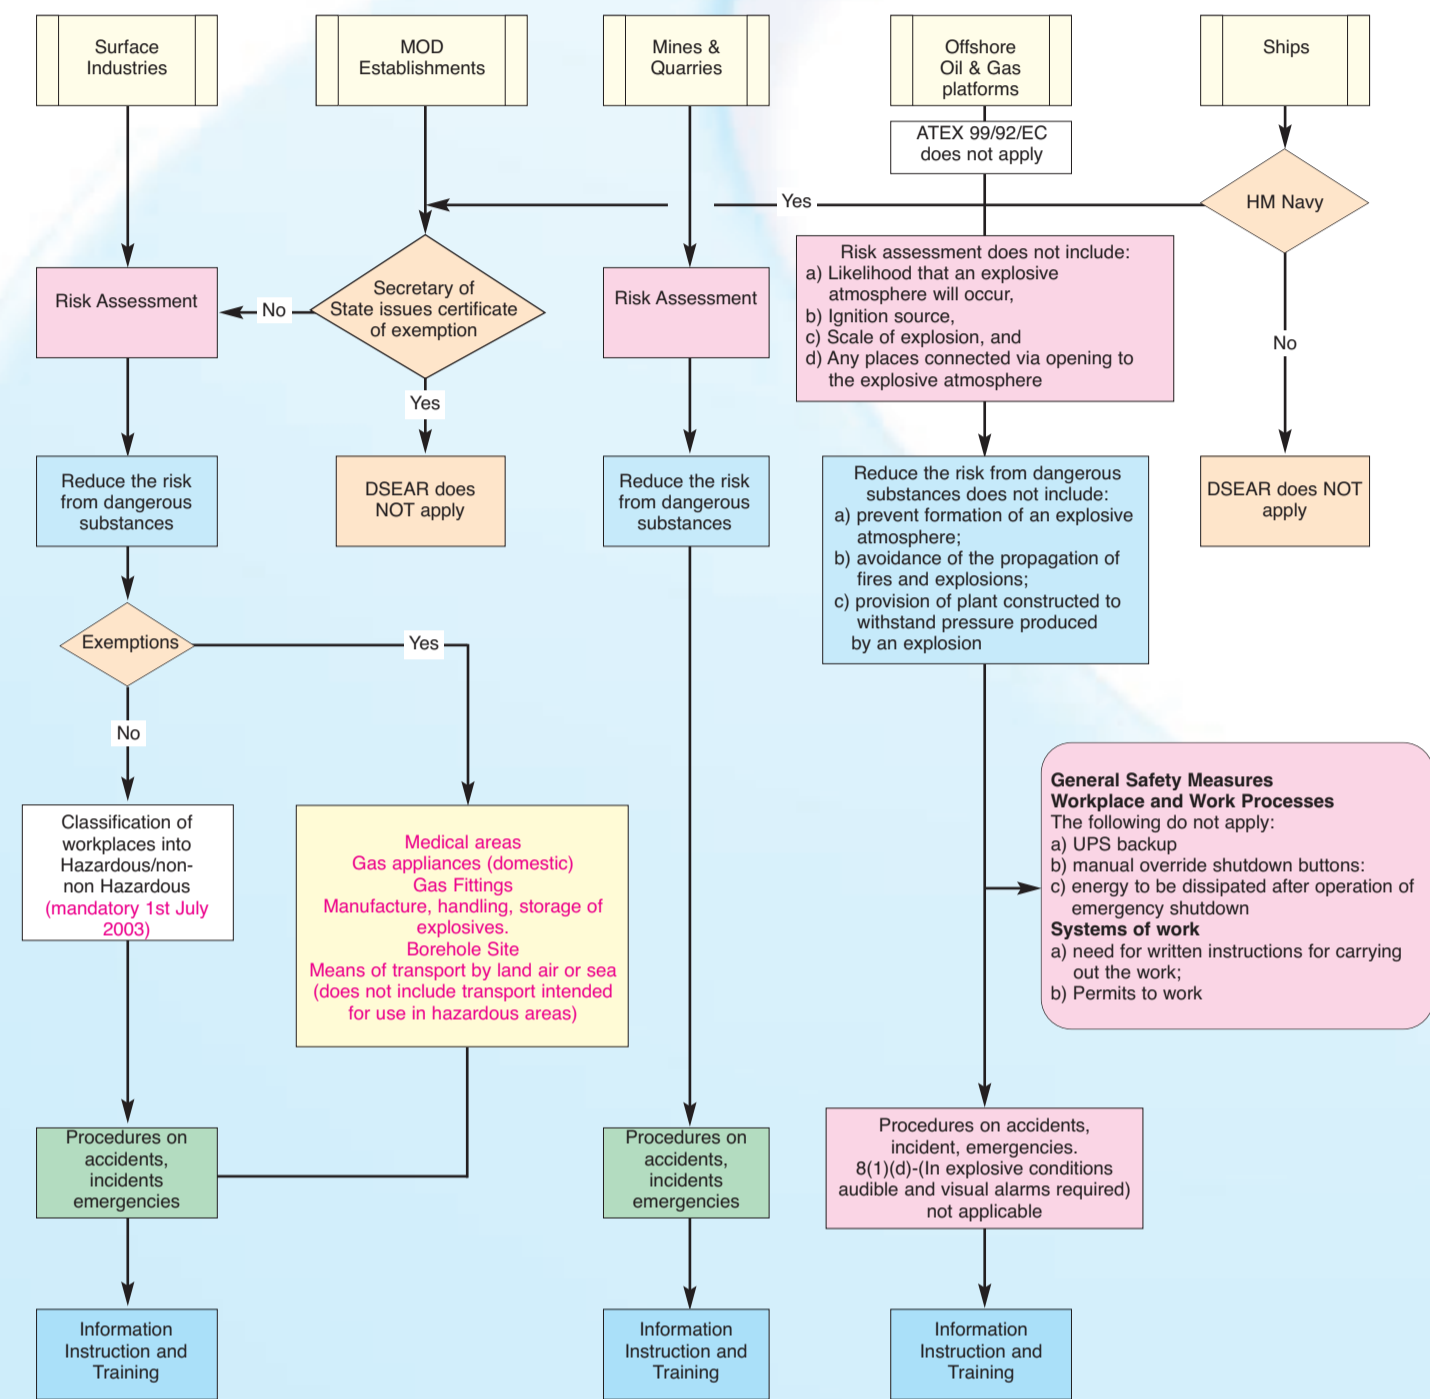 Surface
Industries
MOD
Establishments
Mines &
Quarries
Offshore
Oil & Gas
platforms
Ships
ATEX 99/92/EC
does not apply
Yes
HM Navy
Risk Assessment
No
Secretary of
State issues certificate
of exemption
Risk Assessment
Risk assessment does not include:
a) Likelihood that an explosive
atmosphere will occur,
b) Ignition source,
c) Scale of explosion, and
d) Any places connected via opening to
the explosive atmosphere
No
Yes
Reduce the risk
from dangerous
substances
DSEAR does
NOT apply
Reduce the risk
from dangerous
substances
Reduce the risk from dangerous
substances does not include:
a) prevent formation of an explosive
atmosphere;
b) avoidance of the propagation of
fires and explosions;
c) provision of plant constructed to
withstand pressure produced
by an explosion
DSEAR does NOT
apply
Exemptions
Yes
No
Classification of
workplaces into
Hazardous/non-
non Hazardous
(mandatory 1st July
2003)
Medical areas
Gas appliances (domestic)
Gas Fittings
Manufacture, handling, storage of
explosives.
Borehole Site
Means of transport by land air or sea
(does not include transport intended
for use in hazardous areas)
General Safety Measures
Workplace and Work Processes
The following do not apply:
a) UPS backup
b) manual override shutdown buttons:
c) energy to be dissipated after operation of
emergency shutdown
Systems of work
a) need for written instructions for carrying
out the work;
b) Permits to work
Procedures on
accidents,
incidents
emergencies
Procedures on
accidents,
incidents
emergencies
Procedures on accidents,
incident, emergencies.
8(1)(d)-(In explosive conditions
audible and visual alarms required)
not applicable
Information
Instruction and
Training
Information
Instruction and
Training
Information
Instruction and
Training